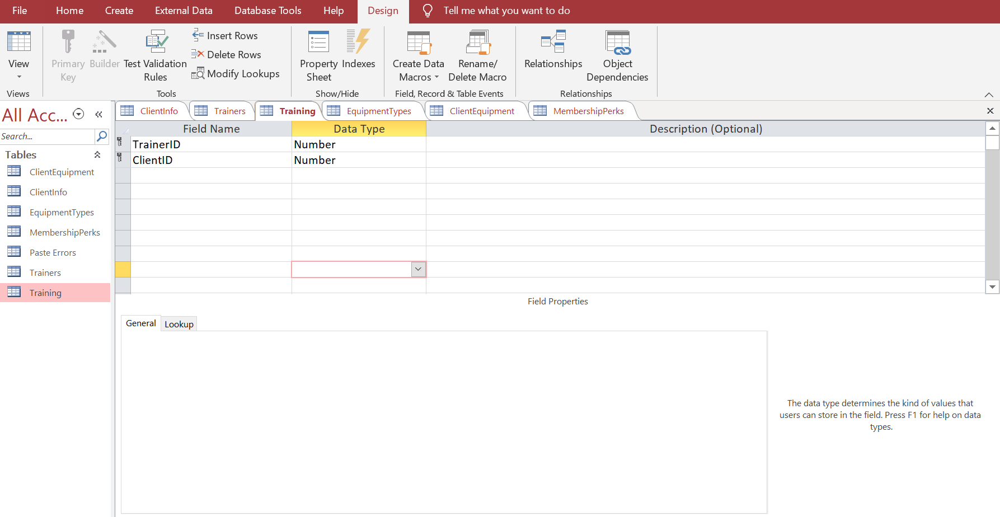 File Home Create External Data Database Tools Help Design Tell me what you want to do
View
Primary Key
Builder
Test Validation Rules
Insert Rows
Delete Rows
Modify Lookups
Property Sheet
Indexes
Create Data Macros
Rename/ Delete Macro
Relationships
Object Dependencies
Views Tools Show/Hide Field, Record & Table Events Relationships
All Acc...
Search...
Tables
ClientEquipment
ClientInfo
EquipmentTypes
MembershipPerks
Paste Errors
Trainers
Training
ClientInfo Trainers Training EquipmentTypes ClientEquipment MembershipPerks
Field Name Data Type Description (Optional)
TrainerID Number
ClientID Number
Field Properties
General Lookup
The data type determines the kind of values that
users can store in the field. Press F1 for help on data
types.